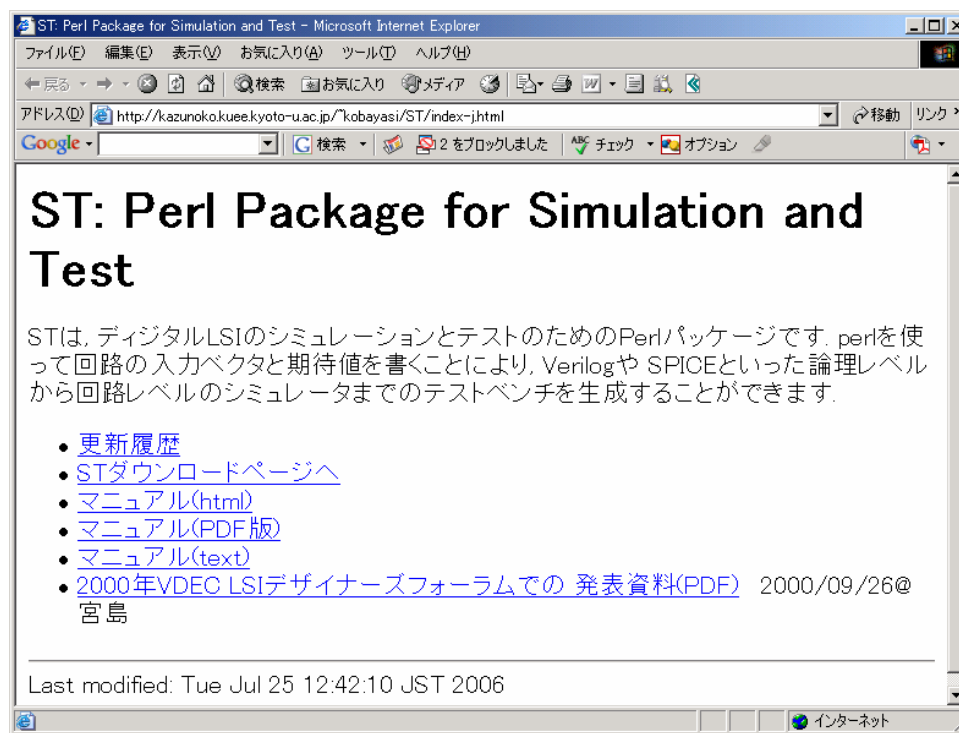 ST: Perl Package for Simulation and Test - Microsoft Internet Explorer
ファイル(F) 編集(E) 表示(V) お気に入り(A) ツール(T) ヘルプ(H)
戻る 検索 お気に入り メディア
アドレス(D) http://kazunoko.kuee.kyoto-u.ac.jp/~kobayasi/ST/index-j.html 移動 リンク
Google 検索 2 をブロックしました ABC チェック オプション
ST: Perl Package for Simulation and
Test
STは, ディジタルLSIのシミュレーションとテストのためのPerlパッケージです. perlを使
って回路の入力ベクタと期待値を書くことにより, Verilogや SPICEといった論理レベル
から回路レベルのシミュレータまでのテストベンチを生成することができます.
更新履歴
STダウンロードページへ
マニュアル(html)
マニュアル(PDF版)
マニュアル(text)
2000年VDEC LSIデザイナーズフォーラムでの 発表資料(PDF) 2000/09/26@
宮島
Last modified: Tue Jul 25 12:42:10 JST 2006
インターネット